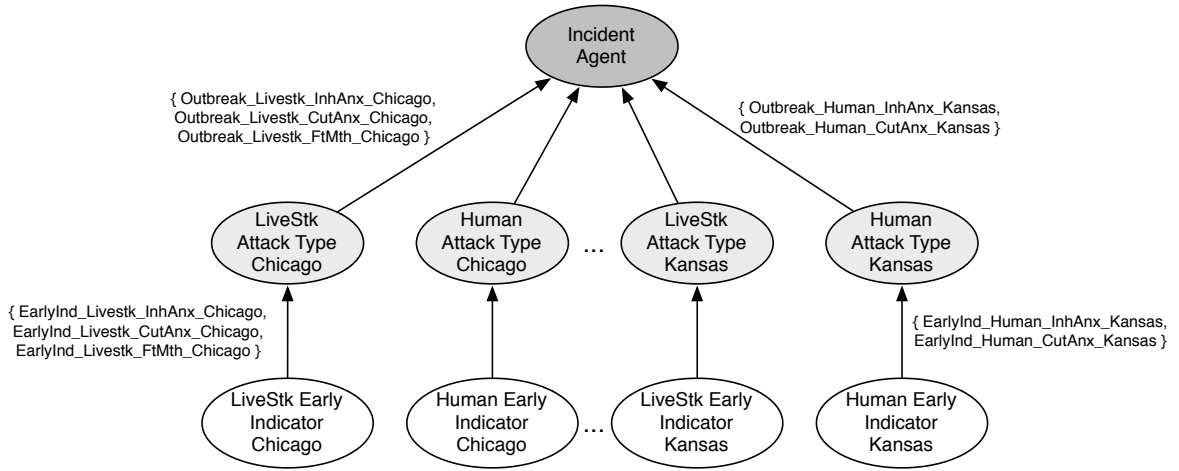 Incident
Agent
{ Outbreak_Livestk_InhAnx_Chicago,
Outbreak_Livestk_CutAnx_Chicago,
Outbreak_Livestk_FtMth_Chicago }
{ Outbreak_Human_InhAnx_Kansas,
Outbreak_Human_CutAnx_Kansas }
LiveStk
Attack Type
Chicago
Human
Attack Type
Chicago
...
LiveStk
Attack Type
Kansas
Human
Attack Type
Kansas
{ EarlyInd_Livestk_InhAnx_Chicago,
EarlyInd_Livestk_CutAnx_Chicago,
EarlyInd_Livestk_FtMth_Chicago }
{ EarlyInd_Human_InhAnx_Kansas,
EarlyInd_Human_CutAnx_Kansas }
LiveStk Early
Indicator
Chicago
Human Early
Indicator
Chicago
...
LiveStk Early
Indicator
Kansas
Human Early
Indicator
Kansas